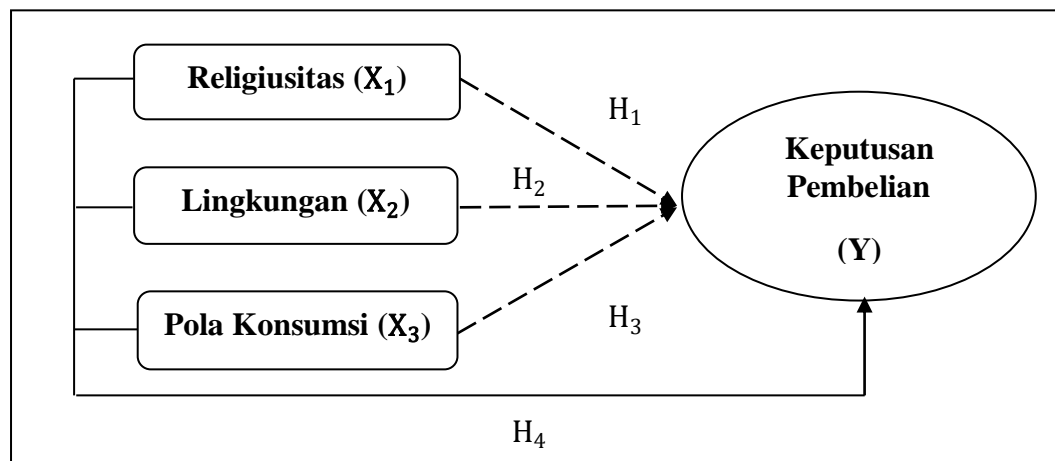 Religiusitas (X₁)
H₁
Keputusan
Pembelian
(Y)
H₂
Lingkungan (X₂)
Pola Konsumsi (X₃)
H₃
H₄